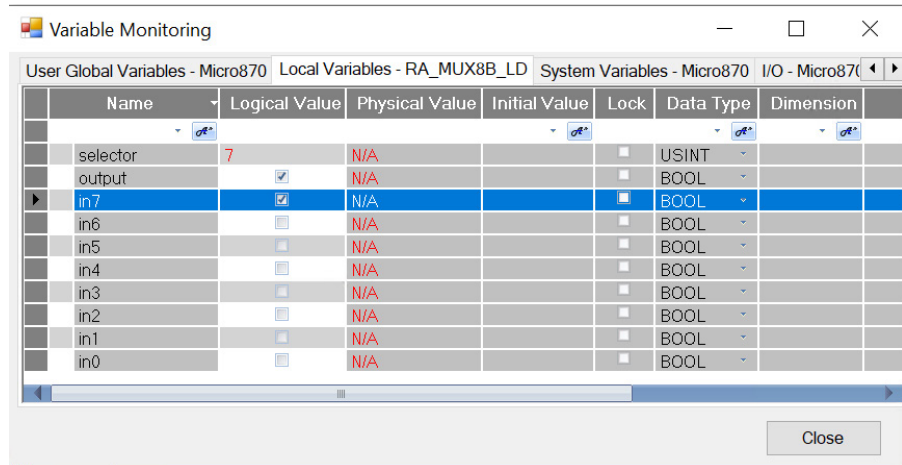 Variable Monitoring
User Global Variables - Micro870 Local Variables - RA_MUX8B_LD System Variables - Micro870 I/O - Micro870
Name Logical Value Physical Value Initial Value Lock Data Type Dimension
selector 7 N/A USINT
output N/A BOOL
in7 N/A BOOL
in6 N/A BOOL
in5 N/A BOOL
in4 N/A BOOL
in3 N/A BOOL
in2 N/A BOOL
in1 N/A BOOL
in0 N/A BOOL
Close